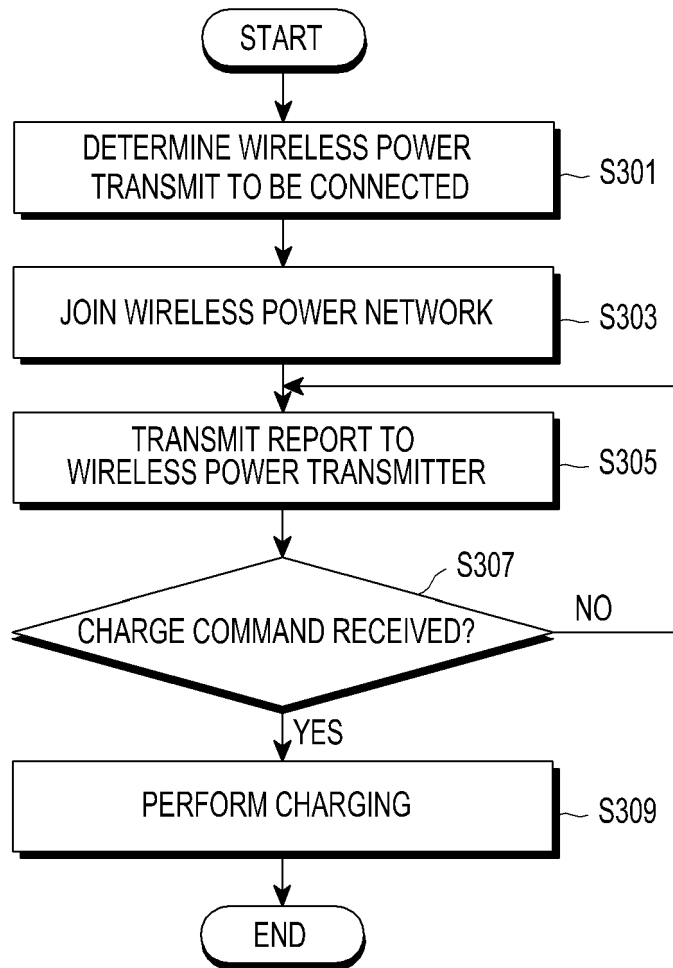 START
DETERMINE WIRELESS POWER
TRANSMIT TO BE CONNECTED
S301
JOIN WIRELESS POWER NETWORK
S303
TRANSMIT REPORT TO
WIRELESS POWER TRANSMITTER
S305
S307
CHARGE COMMAND RECEIVED?
NO
YES
PERFORM CHARGING
S309
END